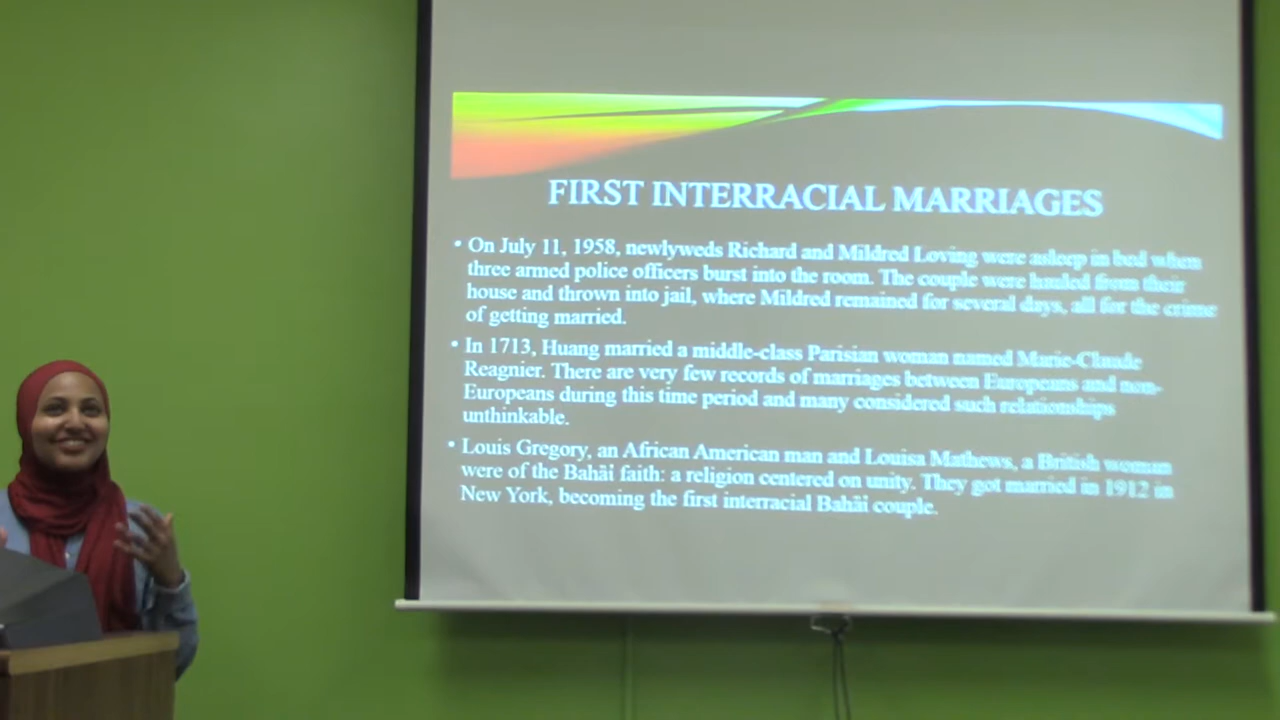 FIRST INTERRACIAL MARRIAGES
• On July 11, 1958, newlyweds Richard and Mildred Loving were asleep in bed when
three armed police officers burst into the room. The couple were hauled from their
house and thrown into jail, where Mildred remained for several days, all for the crime
of getting married.
• In 1713, Huang married a middle-class Parisian woman named Marie-Claude
Reagnier. There are very few records of marriages between Europeans and non-
Europeans during this time period and many considered such relationships
unthinkable.
• Louis Gregory, an African American man and Louisa Mathews, a British woman
were of the Bahāi faith: a religion centered on unity. They got married in 1912 in
New York, becoming the first interracial Bahāi couple.